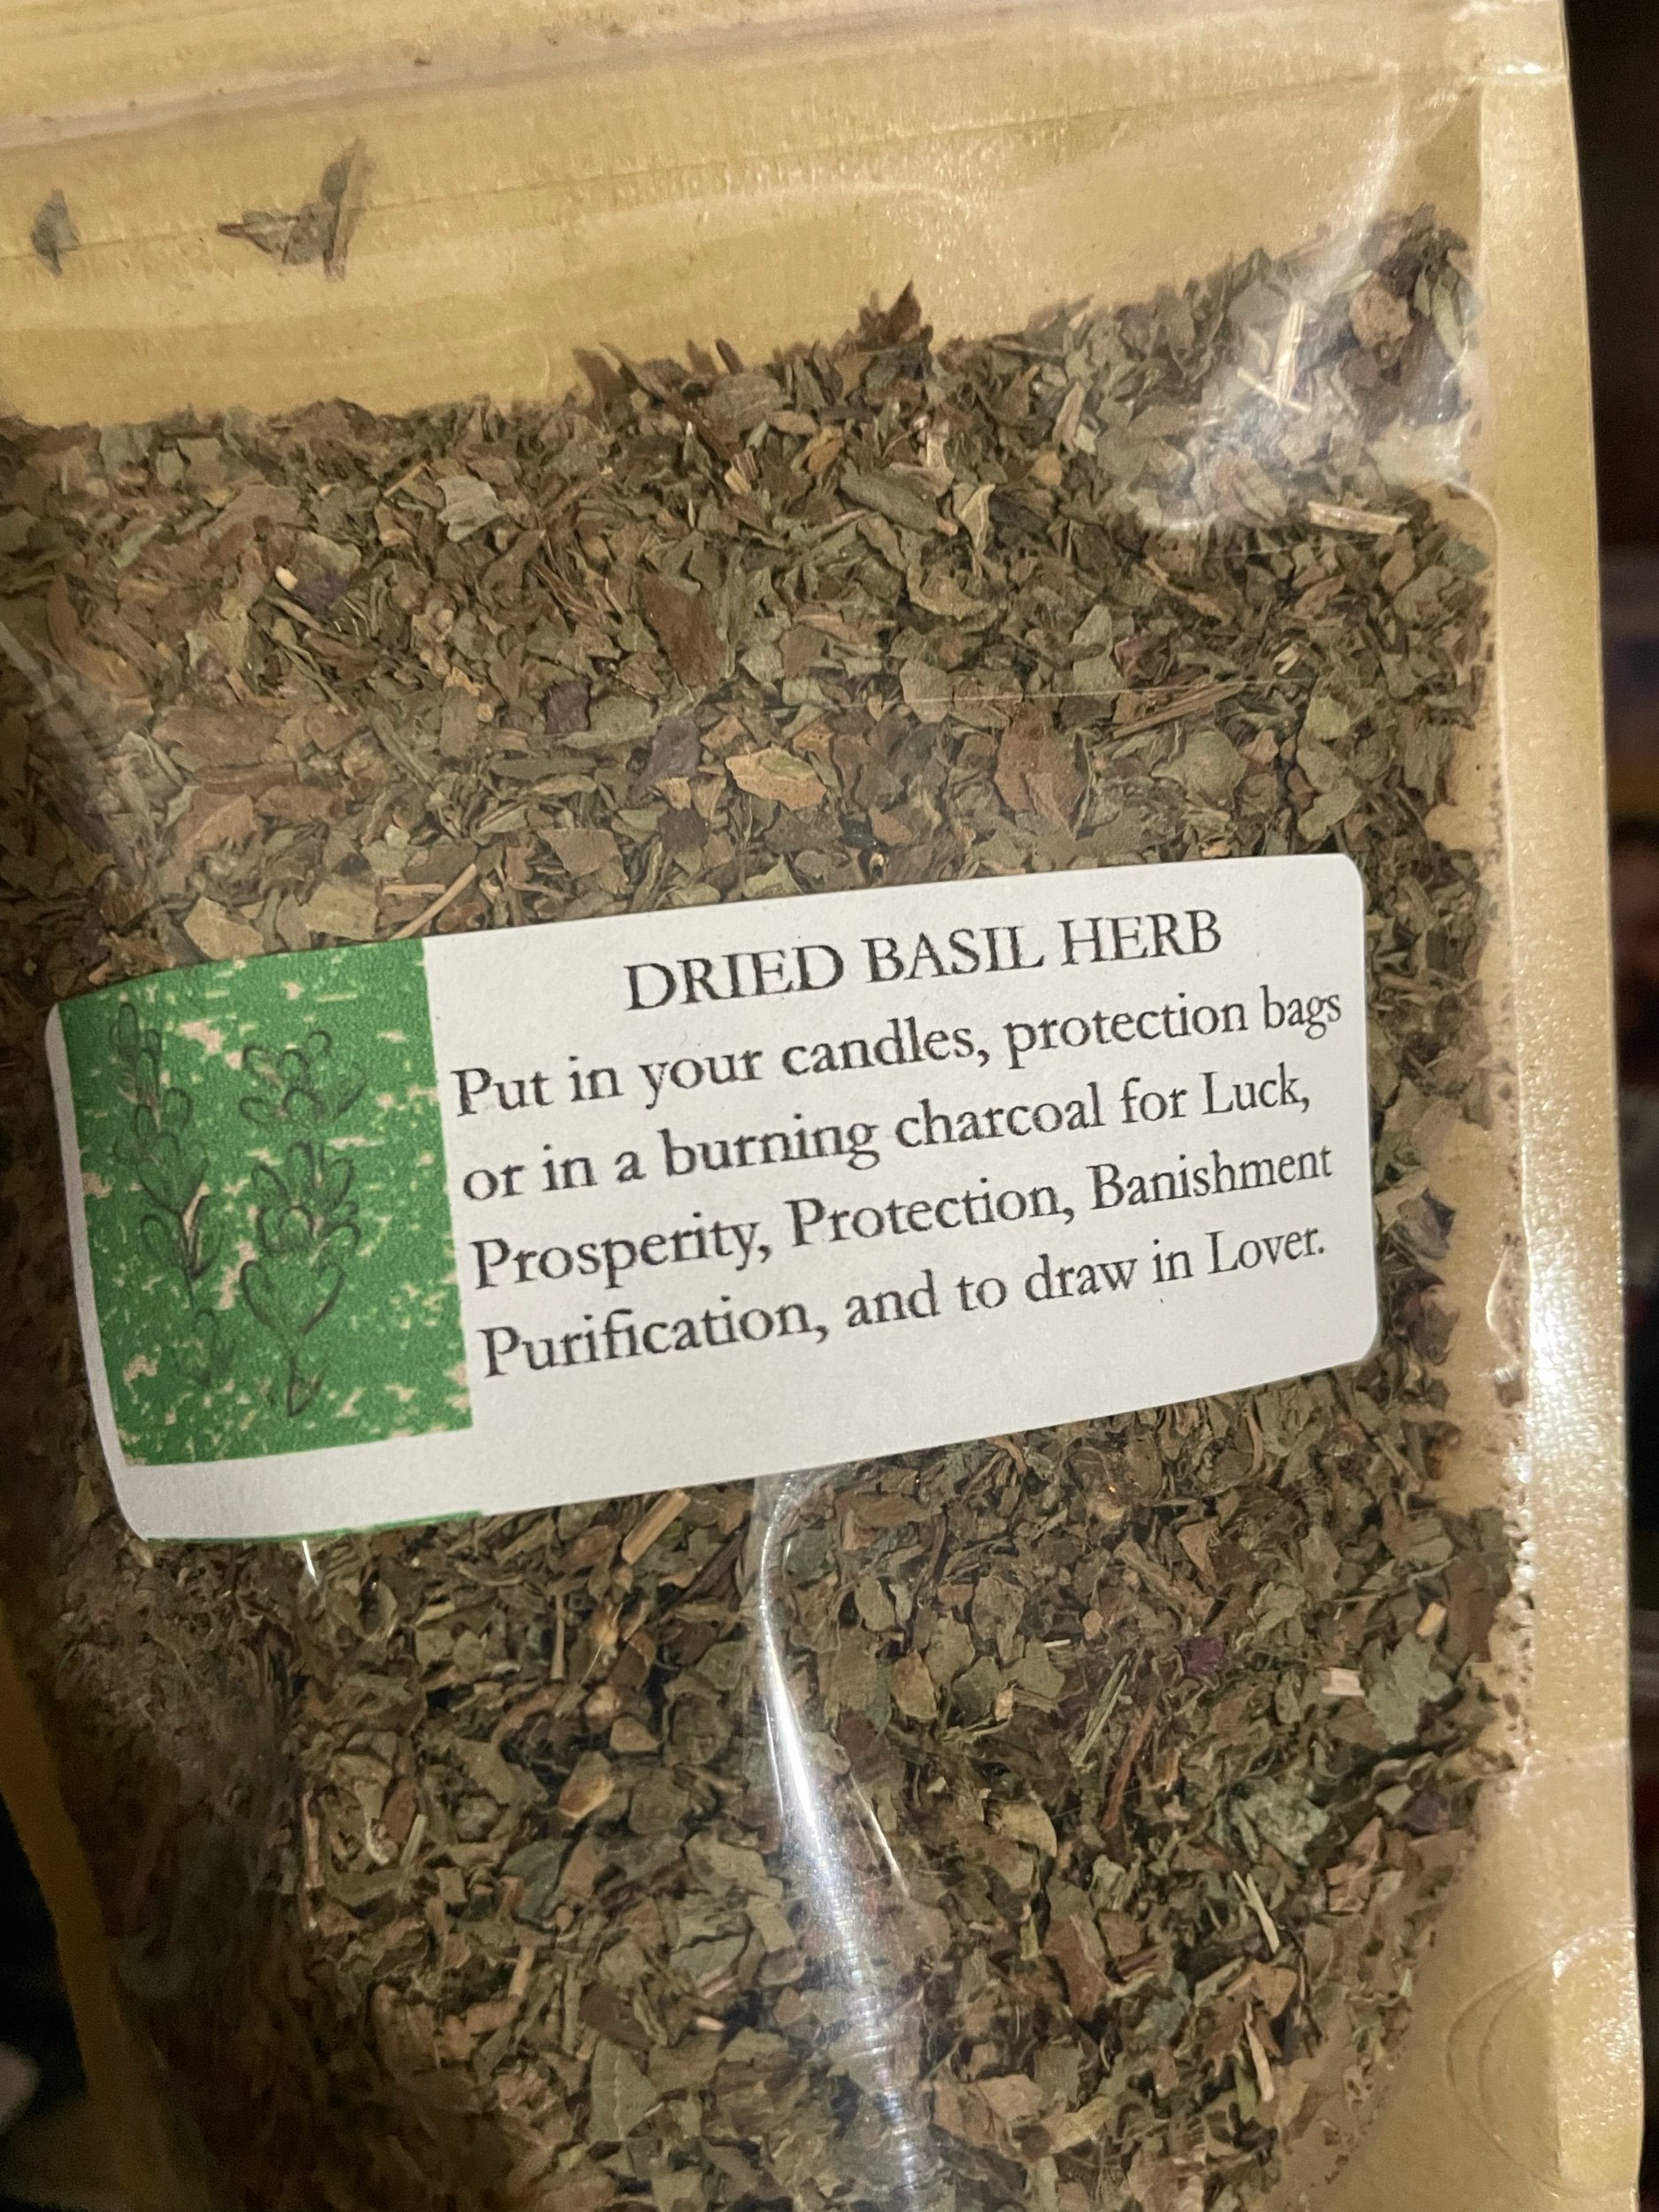 DRIED BASIL HERB
Put in your candles, protection bags
or in a burning charcoal for Luck,
Prosperity, Protection, Banishment
Purification, and to draw in Lover.